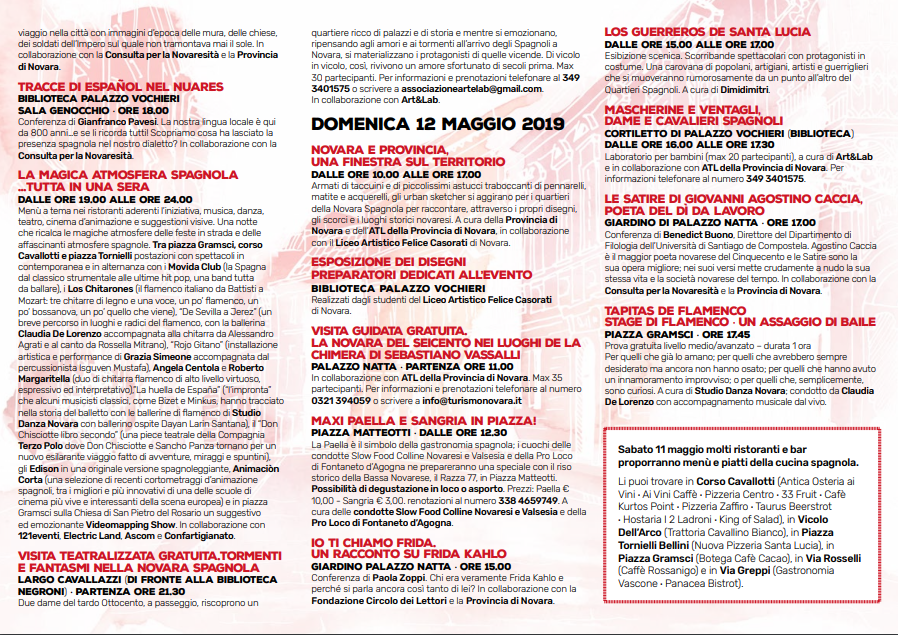 viaggio nella città con immagini d'epoca delle mura, delle chiese,
dei soldati dell'Impero sul quale non tramontava mai il sole. In
collaborazione con la Consulta per la Novaresità e la Provincia
di Novara.
TRACCE DI ESPAÑOL NEL NUARES
BIBLIOTECA PALAZZO VOCHIERI
SALA GENOCCHIO · ORE 18.00
Conferenza di Gianfranco Pavesi. La nostra lingua locale è qui
da 800 anni…e se li ricorda tutti! Scopriamo cosa ha lasciato la
presenza spagnola nel nostro dialetto? In collaborazione con la
Consulta per la Novaresità.
LA MAGICA ATMOSFERA SPAGNOLA
...TUTTA IN UNA SERA
DALLE ORE 19.00 ALLE ORE 24.00
Menù a tema nei ristoranti aderenti l'iniziativa, musica, danza,
teatro, cinema d'animazione e suggestioni visive. Una notte
che ricalca le magiche atmosfere delle feste in strada e delle
affascinanti atmosfere spagnole. Tra piazza Gramsci, corso
Cavallotti e piazza Tornielli postazioni con spettacoli in
contemporanea e in alternanza con i Movida Club (la Spagna
dal classico strumentale alle ultime hit pop, una band tutta
da ballare), i Los Chitarones (il flamenco italiano da Battisti a
Mozart: tre chitarre di legno e una voce, un po' flamenco, un
po' bossanova, un po' quello che viene), "De Sevilla a Jerez" (un
breve percorso in luoghi e radici del flamenco, con la ballerina
Claudia De Lorenzo accompagnata alla chitarra da Alessandro
Agrati e al canto da Rossella Mitrano), "Rojo Gitano" (installazione
artistica e performance di Grazia Simeone accompagnata dal
percussionista Isguven Mustafa), Angela Centola e Roberto
Margaritella (duo di chitarra flamenco di alto livello virtuoso,
espressivo ed interpretativo),"La huella de España" ("l'impronta"
che alcuni musicisti classici, come Bizet e Minkus, hanno tracciato
nella storia del balletto con le ballerine di flamenco di Studio
Danza Novara con ballerino ospite Dayan Larin Santana), il "Don
Chisciotte libro secondo" (una piece teatrale della Compagnia
Terzo Polo dove Don Chisciotte e Sancho Panza tornano per un
nuovo esilarante viaggio fatto di avventure, miraggi e spuntini),
gli Edison in una originale versione spagnoleggiante, Animaciòn
Corta (una selezione di recenti cortometraggi d'animazione
spagnoli, tra i migliori e più innovativi di una delle scuole di
cinema più vive e interessanti della scena europea) e in piazza
Gramsci sulla Chiesa di San Pietro del Rosario un suggestivo
ed emozionante Videomapping Show. In collaborazione con
121eventi, Electric Land, Ascom e Confartigianato.
VISITA TEATRALIZZATA GRATUITA.TORMENTI
E FANTASMI NELLA NOVARA SPAGNOLA
LARGO CAVALLAZZI (DI FRONTE ALLA BIBLIOTECA
NEGRONI) · PARTENZA ORE 21.30
Due dame del tardo Ottocento, a passeggio, riscoprono un
quartiere ricco di palazzi e di storia e mentre si emozionano,
ripensando agli amori e ai tormenti all'arrivo degli Spagnoli a
Novara, si materializzano i protagonisti di quelle vicende. Di vicolo
in vicolo, così, rivivono un amore sfortunato di secoli prima. Max
30 partecipanti. Per informazioni e prenotazioni telefonare al 349
3401575 o scrivere a associazioneartelab@gmail.com.
In collaborazione con Art&Lab.
DOMENICA 12 MAGGIO 2019
NOVARA E PROVINCIA,
UNA FINESTRA SUL TERRITORIO
DALLE ORE 10.00 ALLE ORE 17.00
Armati di taccuini e di piccolissimi astucci traboccanti di pennarelli,
matite e acquerelli, gli urban sketcher si aggirano per i quartieri
della Novara Spagnola per raccontare, attraverso i propri disegni,
gli scorci e i luoghi storici novaresi. A cura della Provincia di
Novara e dell'ATL della Provincia di Novara, in collaborazione
con il Liceo Artistico Felice Casorati di Novara.
ESPOSIZIONE DEI DISEGNI
PREPARATORI DEDICATI ALL'EVENTO
BIBLIOTECA PALAZZO VOCHIERI
Realizzati dagli studenti del Liceo Artistico Felice Casorati
di Novara.
VISITA GUIDATA GRATUITA.
LA NOVARA DEL SEICENTO NEI LUOGHI DE LA
CHIMERA DI SEBASTIANO VASSALLI
PALAZZO NATTA · PARTENZA ORE 11.00
In collaborazione con ATL della Provincia di Novara. Max 35
partecipanti. Per informazioni e prenotazioni telefonare al numero
0321 394059 o scrivere a info@turismonovara.it
MAXI PAELLA E SANGRIA IN PIAZZA!
PIAZZA MATTEOTTI · DALLE ORE 12.30
La Paella è il simbolo della gastronomia spagnola; i cuochi delle
condotte Slow Food Colline Novaresi e Valsesia e della Pro Loco
di Fontaneto d'Agogna ne prepareranno una speciale con il riso
storico della Bassa Novarese, il Razza 77, in Piazza Matteotti.
Possibilità di degustazione in loco o asporto. Prezzi: Paella €
10,00 - Sangria € 3,00. renotazioni al numero 338 4659749. A
cura delle condotte Slow Food Colline Novaresi e Valsesia e della
Pro Loco di Fontaneto d'Agogna.
IO TI CHIAMO FRIDA.
UN RACCONTO SU FRIDA KAHLO
GIARDINO PALAZZO NATTA · ORE 15.00
Conferenza di Paola Zoppi. Chi era veramente Frida Kahlo e
perché si parla ancora così tanto di lei? In collaborazione con la
Fondazione Circolo dei Lettori e la Provincia di Novara.
LOS GUERREROS DE SANTA LUCIA
DALLE ORE 15.00 ALLE ORE 17.00
Esibizione scenica. Scorribande spettacolari con protagonisti in
costume. Una carovana di popolani, artigiani, artisti e guerriglieri
che si muoveranno rumorosamente da un punto all'altro del
Quartieri Spagnoli. A cura di Dimidimitri.
MASCHERINE E VENTAGLI,
DAME E CAVALIERI SPAGNOLI
CORTILETTO DI PALAZZO VOCHIERI (BIBLIOTECA)
DALLE ORE 16.00 ALLE ORE 17.30
Laboratorio per bambini (max 20 partecipanti), a cura di Art&Lab
e in collaborazione con ATL della Provincia di Novara. Per
informazioni telefonare al numero 349 3401575.
LE SATIRE DI GIOVANNI AGOSTINO CACCIA,
POETA DEL DÌ DA LAVORO
GIARDINO DI PALAZZO NATTA · ORE 17.00
Conferenza di Benedict Buono, Direttore del Dipartimento di
Filologia dell'Università di Santiago de Compostela. Agostino Caccia
è il maggior poeta novarese del Cinquecento e le Satire sono la
sua opera migliore; nei suoi versi mette crudamente a nudo la sua
stessa vita e la società novarese del tempo. In collaborazione con la
Consulta per la Novaresità e la Provincia di Novara.
TAPITAS DE FLAMENCO
STAGE DI FLAMENCO · UN ASSAGGIO DI BAILE
PIAZZA GRAMSCI · ORE 17.45
Prova gratuita livello medio/avanzato – durata 1 ora
Per quelli che già lo amano; per quelli che avrebbero sempre
desiderato ma ancora non hanno osato; per quelli che hanno avuto
un innamoramento improvviso; o per quelli che, semplicemente,
sono curiosi. A cura di Studio Danza Novara; condotto da Claudia
De Lorenzo con accompagnamento musicale dal vivo.
Sabato 11 maggio molti ristoranti e bar
proporranno menù e piatti della cucina spagnola.
Li puoi trovare in Corso Cavallotti (Antica Osteria ai
Vini · Ai Vini Caffè · Pizzeria Centro · 33 Fruit · Cafè
Kurtos Point · Pizzeria Zaffiro · Taurus Beerstrot
· Hostaria I 2 Ladroni · King of Salad), in Vicolo
Dell'Arco (Trattoria Cavallino Bianco), in Piazza
Tornielli Bellini (Nuova Pizzeria Santa Lucia), in
Piazza Gramsci (Botega Cafè Cacao), in Via Rosselli
(Caffè Rossanigo) e in Via Greppi (Gastronomia
Vascone · Panacea Bistrot).